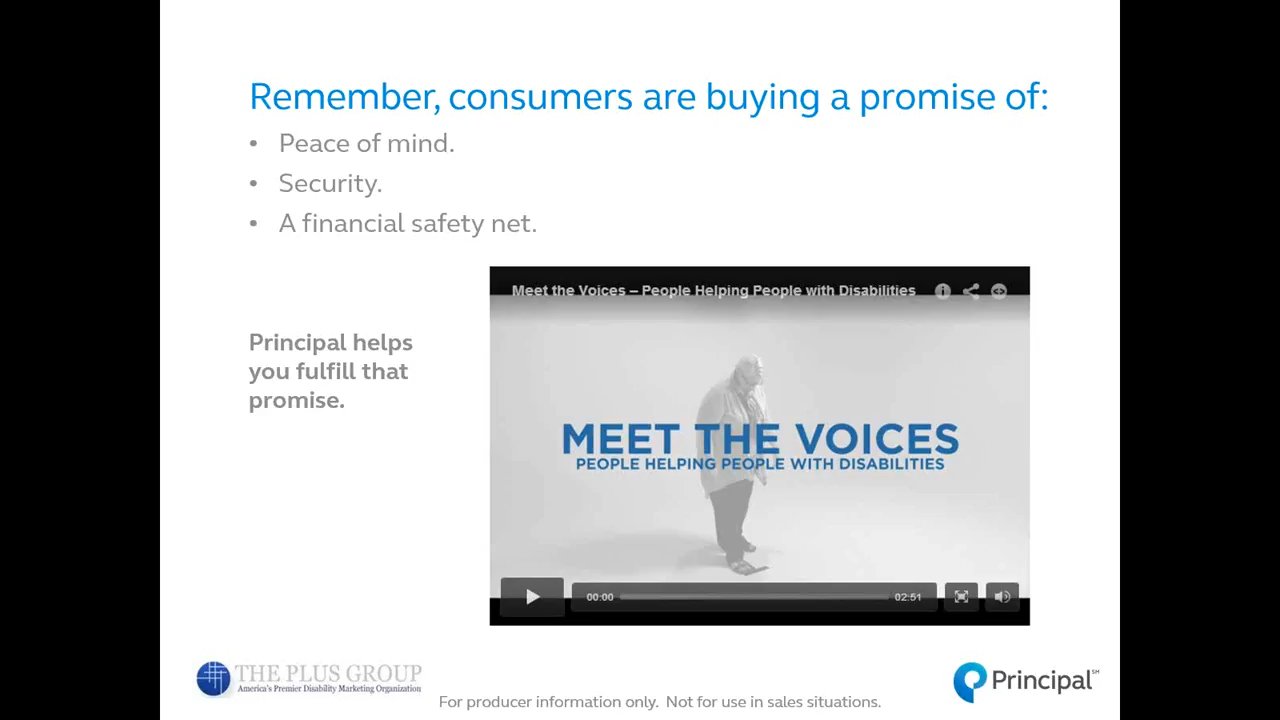 Remember, consumers are buying a promise of:
• Peace of mind.
• Security.
• A financial safety net.
Meet the Voices – People Helping People with Disabilities
Principal helps
you fulfill that
promise.
MEET THE VOICES
PEOPLE HELPING PEOPLE WITH DISABILITIES
00:00
02:51
THE PLUS GROUP
America's Premier Disability Marketing Organization
For producer information only. Not for use in sales situations.
Principal℠